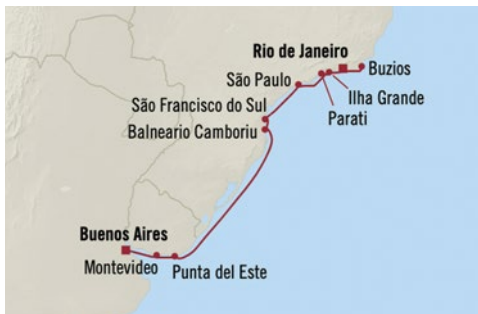 Rio de Janeiro
Buzios
São Paulo
Ilha Grande
São Francisco do Sul
Parati
Balneario Camboriu
Buenos Aires
Montevideo
Punta del Este